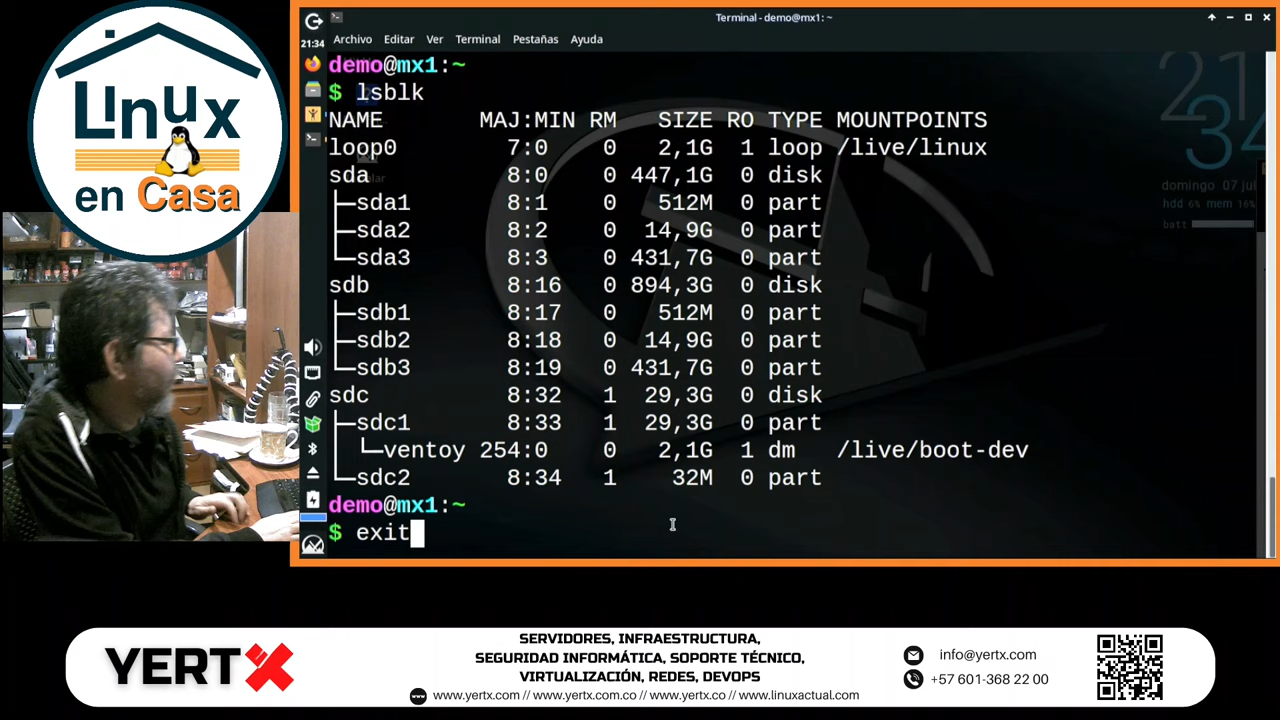 Linux
en Casa
Terminal - demo@mx1: ~
21:34
Archivo Editar Ver Terminal Pestañas Ayuda
demo@mx1:~
$ lsblk
NAME MAJ:MIN RM SIZE RO TYPE MOUNTPOINTS
loop0 7:0 0 2,1G 1 loop /live/linux
sda 8:0 0 447,1G 0 disk
├─sda1 8:1 0 512M 0 part
├─sda2 8:2 0 14,9G 0 part
└─sda3 8:3 0 431,7G 0 part
sdb 8:16 0 894,3G 0 disk
├─sdb1 8:17 0 512M 0 part
├─sdb2 8:18 0 14,9G 0 part
└─sdb3 8:19 0 431,7G 0 part
sdc 8:32 1 29,3G 0 disk
├─sdc1 8:33 1 29,3G 0 part
│ └─ventoy 254:0 0 2,1G 1 dm /live/boot-dev
└─sdc2 8:34 1 32M 0 part
demo@mx1:~
$ exit
21
34
domingo 07 jul
hdd 6% mem 16%
batt
YERTX
SERVIDORES, INFRAESTRUCTURA,
SEGURIDAD INFORMÁTICA, SOPORTE TÉCNICO,
VIRTUALIZACIÓN, REDES, DEVOPS
www.yertx.com // www.yertx.com.co // www.yertx.co // www.linuxactual.com
info@yertx.com
+57 601-368 22 00